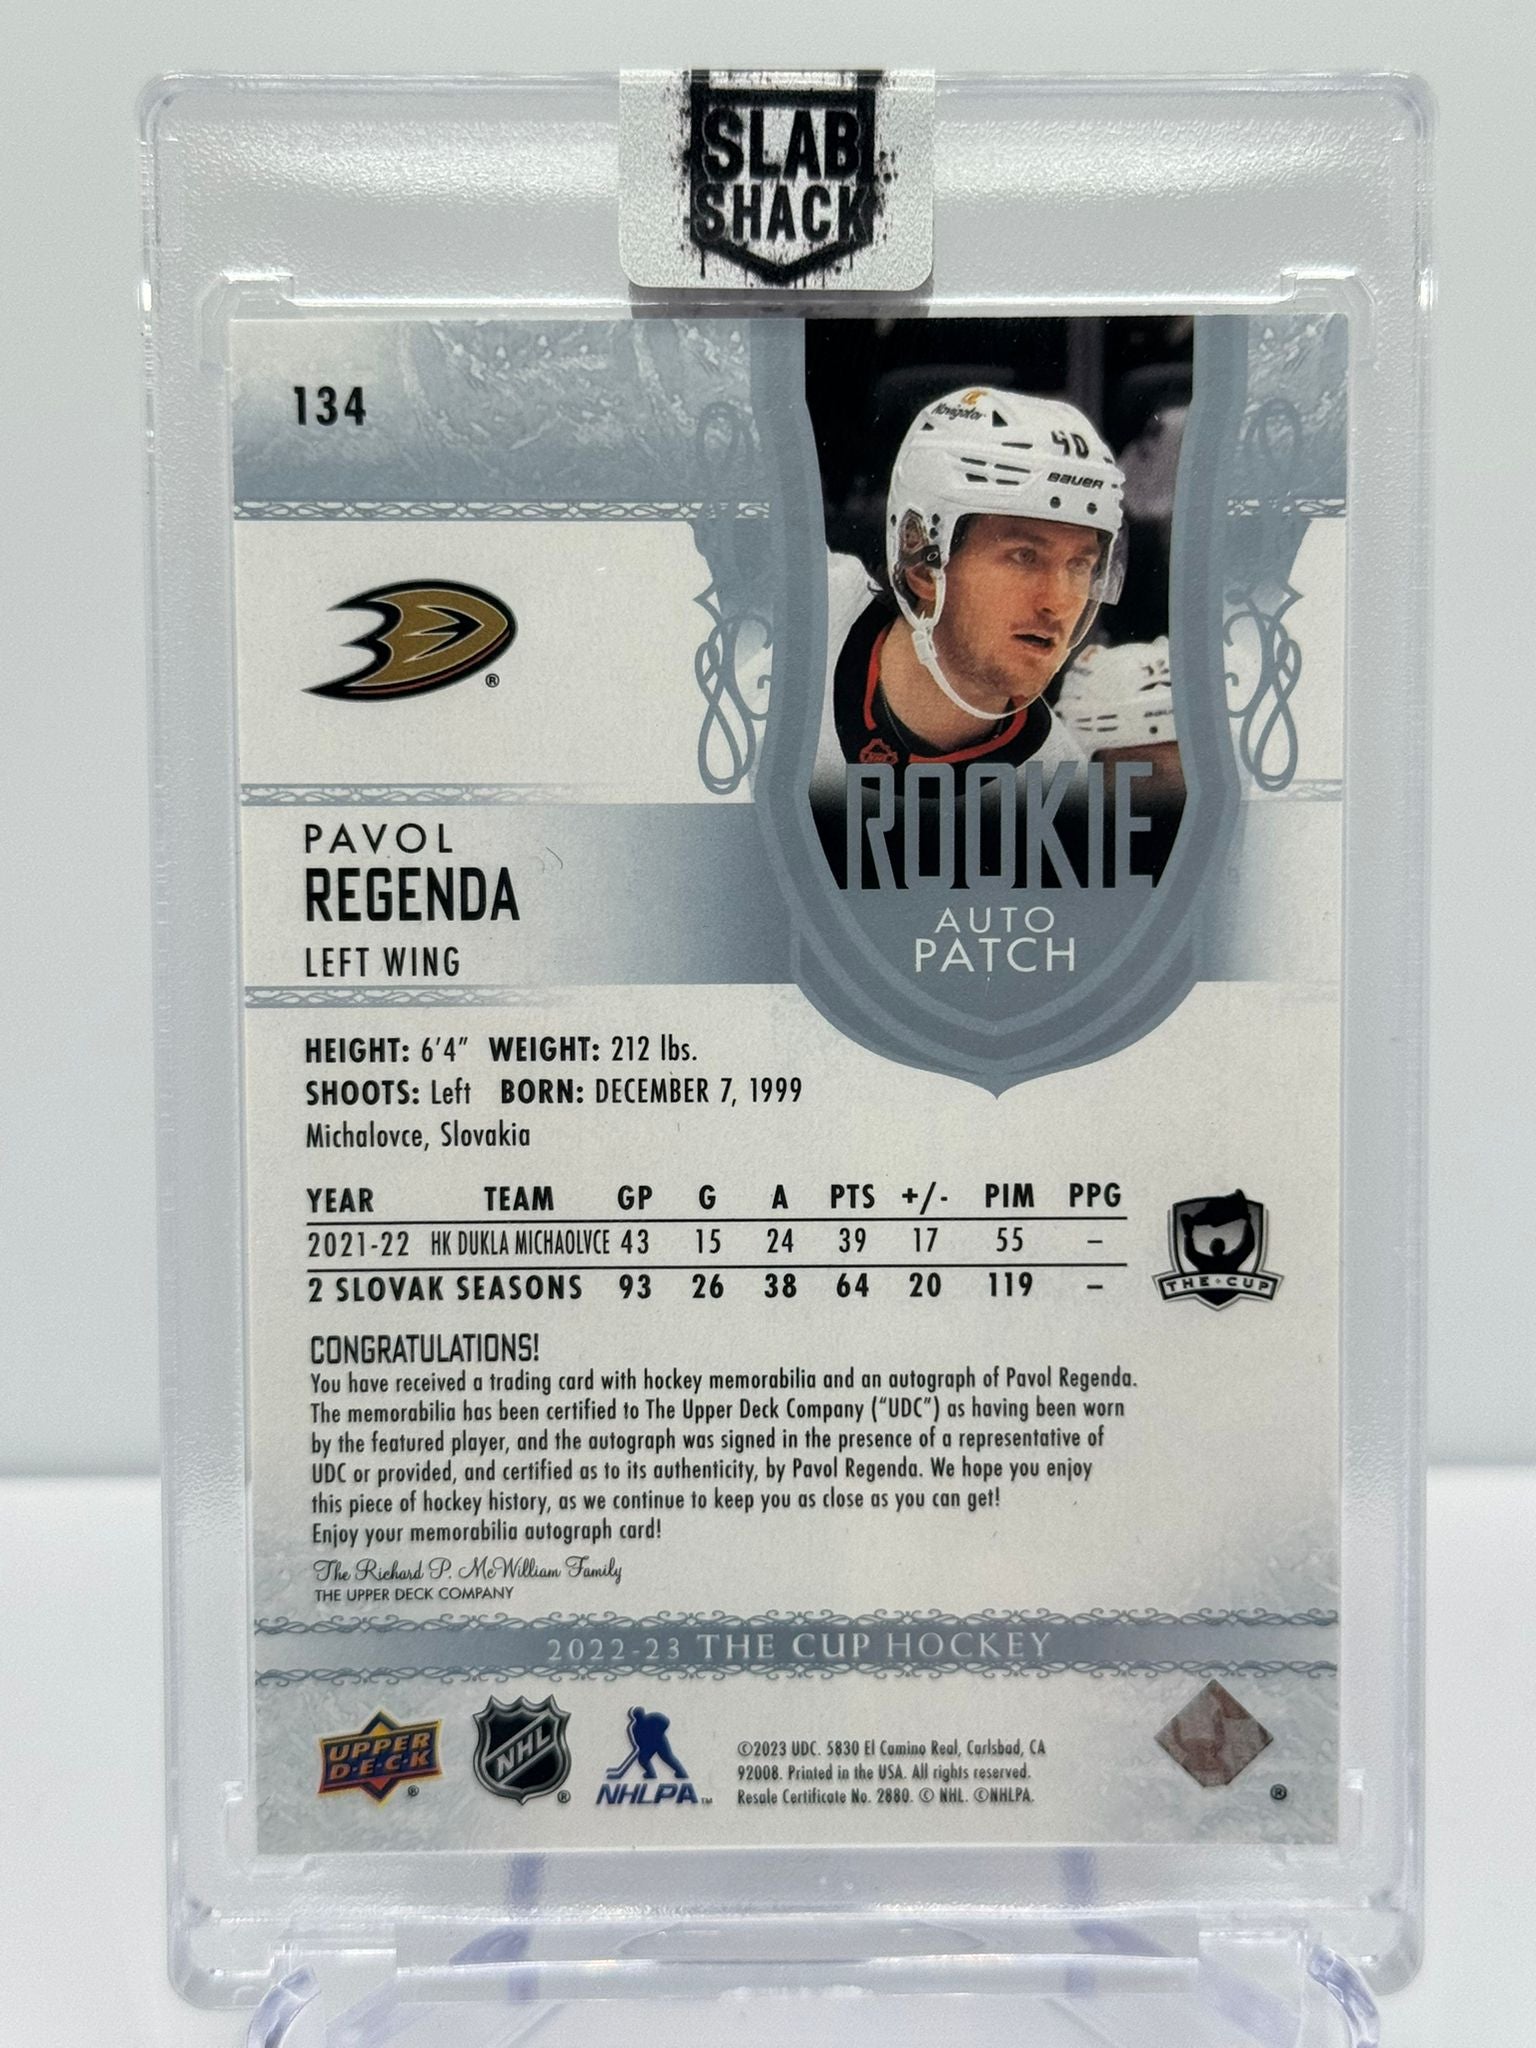 SLAB
SHACK
134
Navigator
40
BAUER
®
ROOKIE
AUTO
PATCH
PAVOL
REGENDA
LEFT WING
HEIGHT: 6'4" WEIGHT: 212 lbs.
SHOOTS: Left BORN: DECEMBER 7, 1999
Michalovce, Slovakia
YEAR TEAM GP G A PTS +/- PIM PPG
2021-22 HK DUKLA MICHAOLVCE 43 15 24 39 17 55 –
2 SLOVAK SEASONS 93 26 38 64 20 119 –
THE CUP
CONGRATULATIONS!
You have received a trading card with hockey memorabilia and an autograph of Pavol Regenda.
The memorabilia has been certified to The Upper Deck Company ("UDC") as having been worn
by the featured player, and the autograph was signed in the presence of a representative of
UDC or provided, and certified as to its authenticity, by Pavol Regenda. We hope you enjoy
this piece of hockey history, as we continue to keep you as close as you can get!
Enjoy your memorabilia autograph card!
The Richard P. McWilliam Family
THE UPPER DECK COMPANY
2022-23 THE CUP HOCKEY
UPPER
DECK ®
NHL ®
NHLPA ™
©2023 UDC. 5830 El Camino Real, Carlsbad, CA
92008. Printed in the USA. All rights reserved.
Resale Certificate No. 2880. © NHL. ©NHLPA.
®